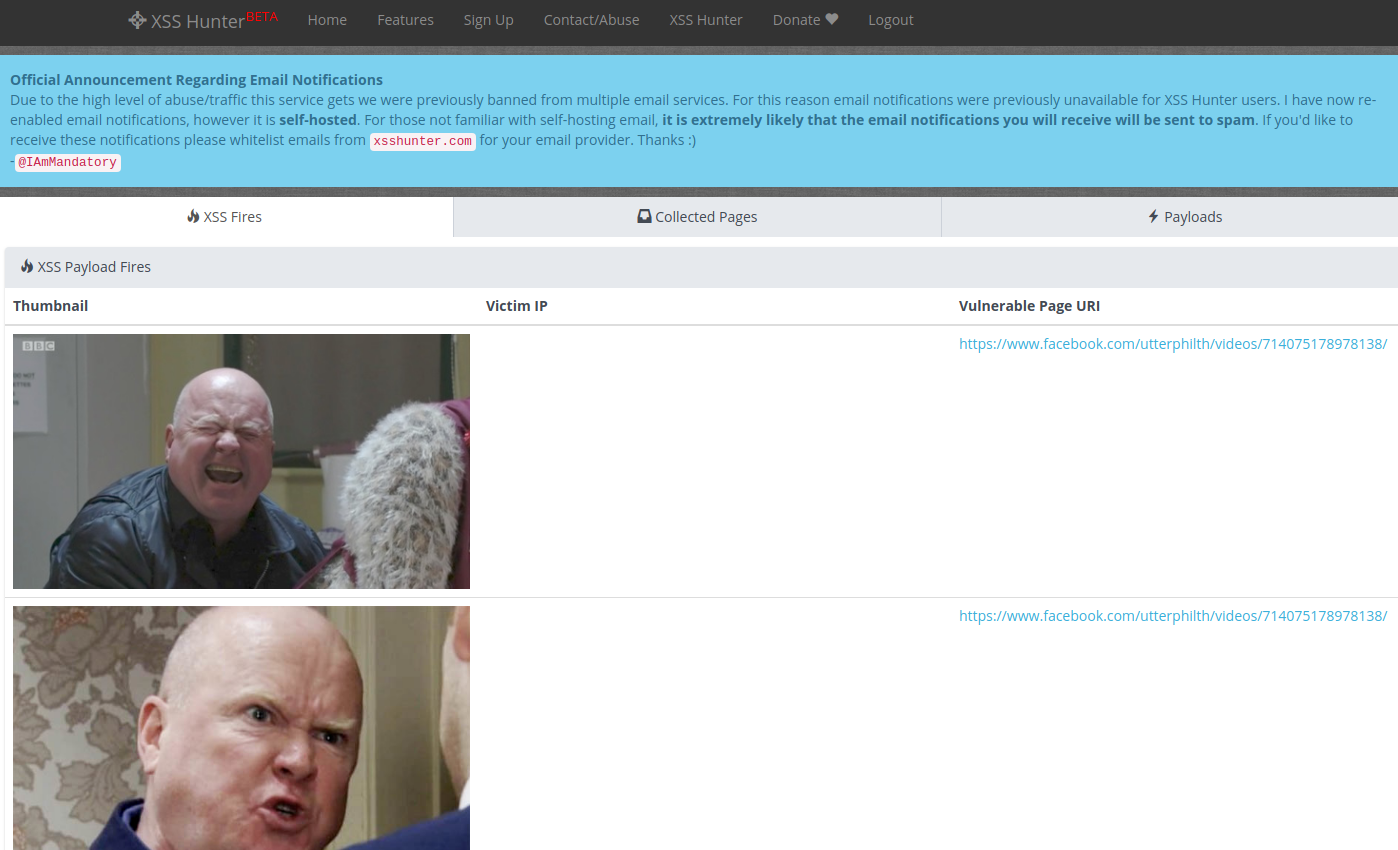 XSS HunterBETA Home Features Sign Up Contact/Abuse XSS Hunter Donate Logout
Official Announcement Regarding Email Notifications
Due to the high level of abuse/traffic this service gets we were previously banned from multiple email services. For this reason email notifications were previously unavailable for XSS Hunter users. I have now re-
enabled email notifications, however it is self-hosted. For those not familiar with self-hosting email, it is extremely likely that the email notifications you will receive will be sent to spam. If you'd like to
receive these notifications please whitelist emails from xsshunter.com for your email provider. Thanks :)
-@IAmMandatory
XSS Fires Collected Pages Payloads
XSS Payload Fires
Thumbnail Victim IP Vulnerable Page URI
https://www.facebook.com/utterphilth/videos/714075178978138/
BBC
https://www.facebook.com/utterphilth/videos/714075178978138/